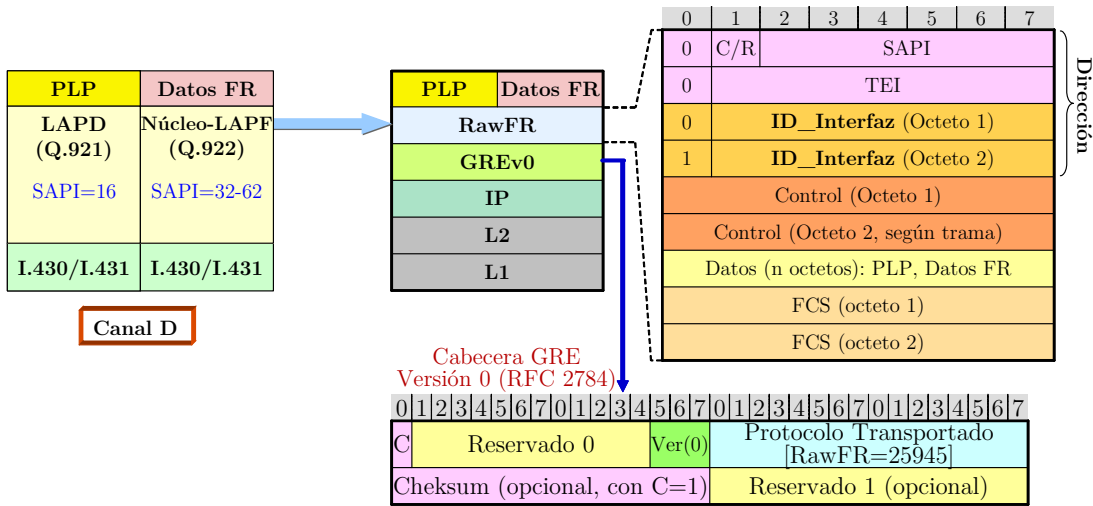 PLP Datos FR
LAPD
(Q.921)
Núcleo-LAPF
(Q.922)
SAPI=16 SAPI=32-62
I.430/I.431 I.430/I.431
Canal D
PLP Datos FR
RawFR
GREv0
IP
L2
L1
0 1 2 3 4 5 6 7
0 C/R SAPI
0 TEI
0 ID_Interfaz (Octeto 1)
1 ID_Interfaz (Octeto 2)
Control (Octeto 1)
Control (Octeto 2, según trama)
Datos (n octetos): PLP, Datos FR
FCS (octeto 1)
FCS (octeto 2)
Dirección
Cabecera GRE
Versión 0 (RFC 2784)
0 1 2 3 4 5 6 7 0 1 2 3 4 5 6 7 0 1 2 3 4 5 6 7 0 1 2 3 4 5 6 7
C Reservado 0 Ver(0) Protocolo Transportado
[RawFR=25945]
Cheksum (opcional, con C=1) Reservado 1 (opcional)